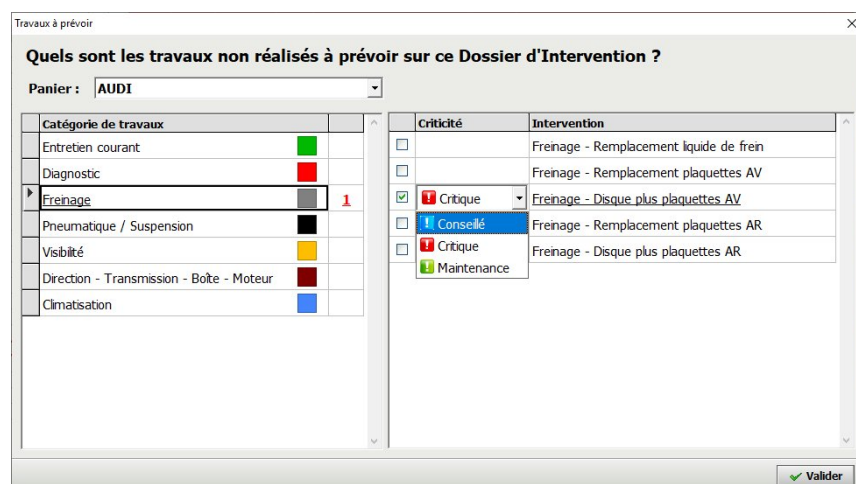 Travaux à prévoir
Quels sont les travaux non réalisés à prévoir sur ce Dossier d'Intervention ?
Panier : AUDI
Catégorie de travaux
Entretien courant
Diagnostic
Freinage 1
Pneumatique / Suspension
Visibilité
Direction - Transmission - Boîte - Moteur
Climatisation
Criticité Intervention
Freinage - Remplacement liquide de frein
Freinage - Remplacement plaquettes AV
Critique Freinage - Disque plus plaquettes AV
Conseillé Freinage - Remplacement plaquettes AR
Critique Freinage - Disque plus plaquettes AR
Maintenance
Valider